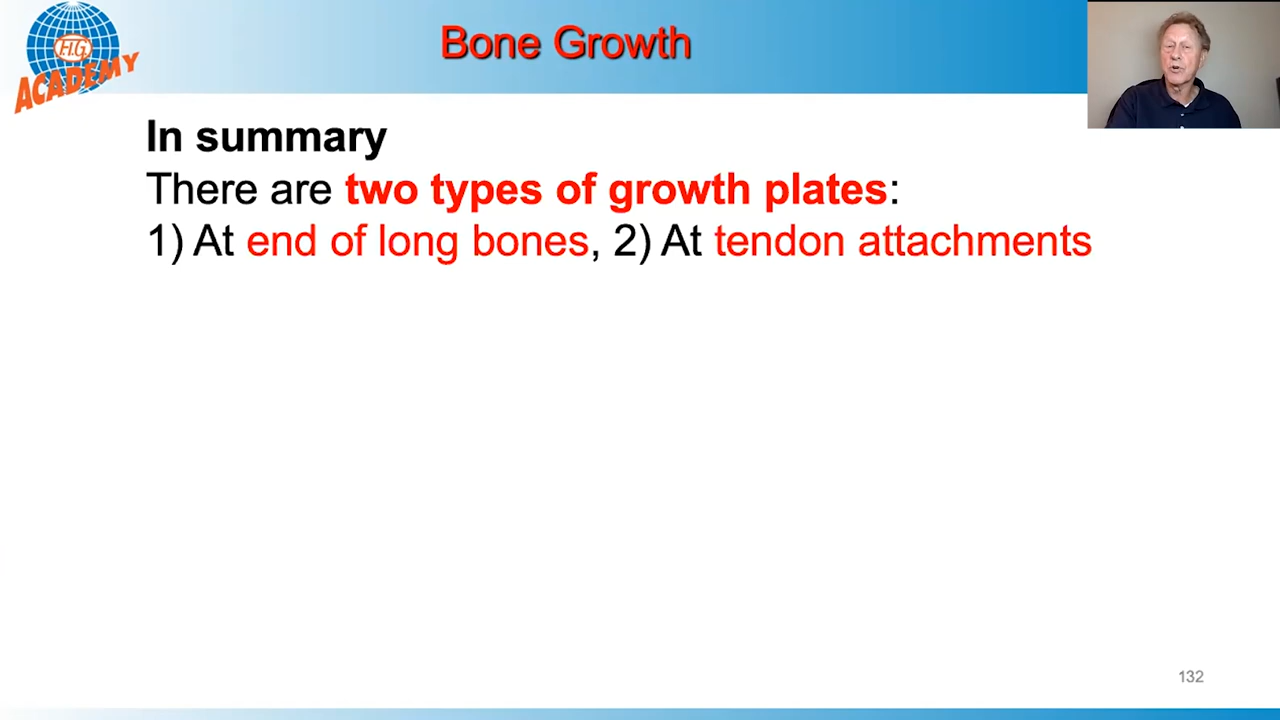 F.I.G.
ACADEMY
Bone Growth
In summary
There are two types of growth plates:
1) At end of long bones, 2) At tendon attachments
132